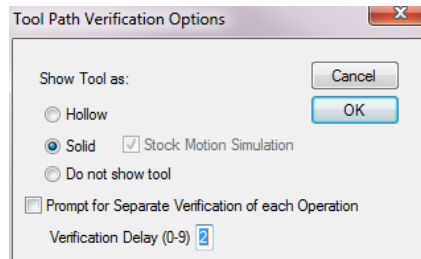 Tool Path Verification Options
Show Tool as:
Cancel
OK
Hollow
Solid Stock Motion Simulation
Do not show tool
Prompt for Separate Verification of each Operation
Verification Delay (0-9) 2